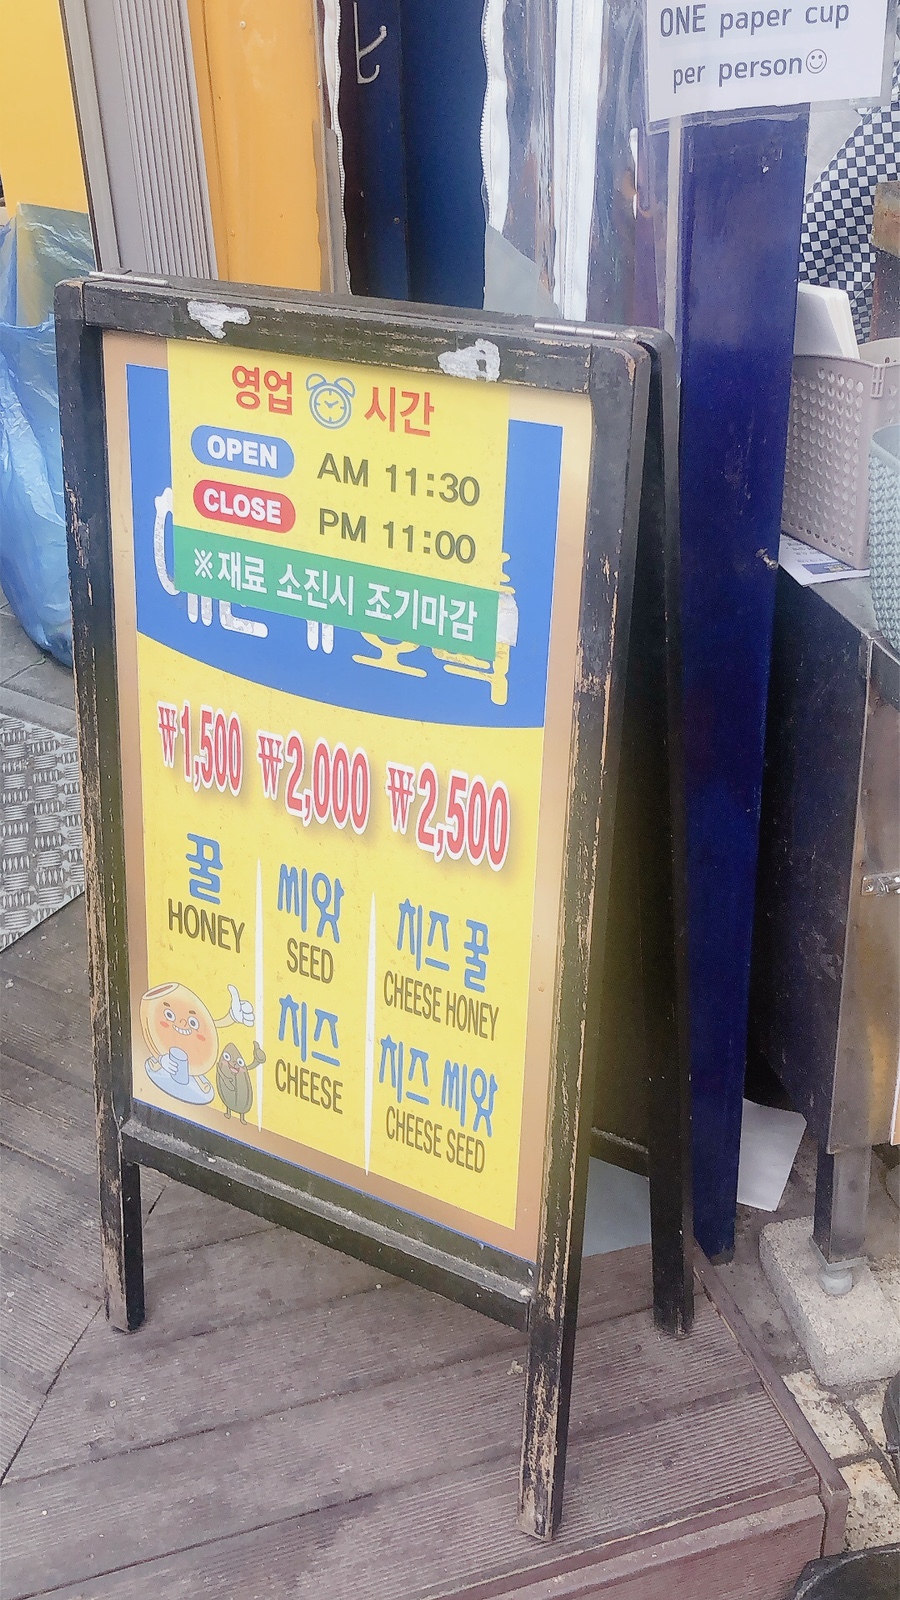 ONE paper cup
per person
영업 시간
OPEN AM 11:30
CLOSE PM 11:00
※재료 소진시 조기마감
₩1,500 ₩2,000 ₩2,500
꿀
HONEY
씨앗
SEED
치즈
CHEESE
치즈 꿀
CHEESE HONEY
치즈 씨앗
CHEESE SEED